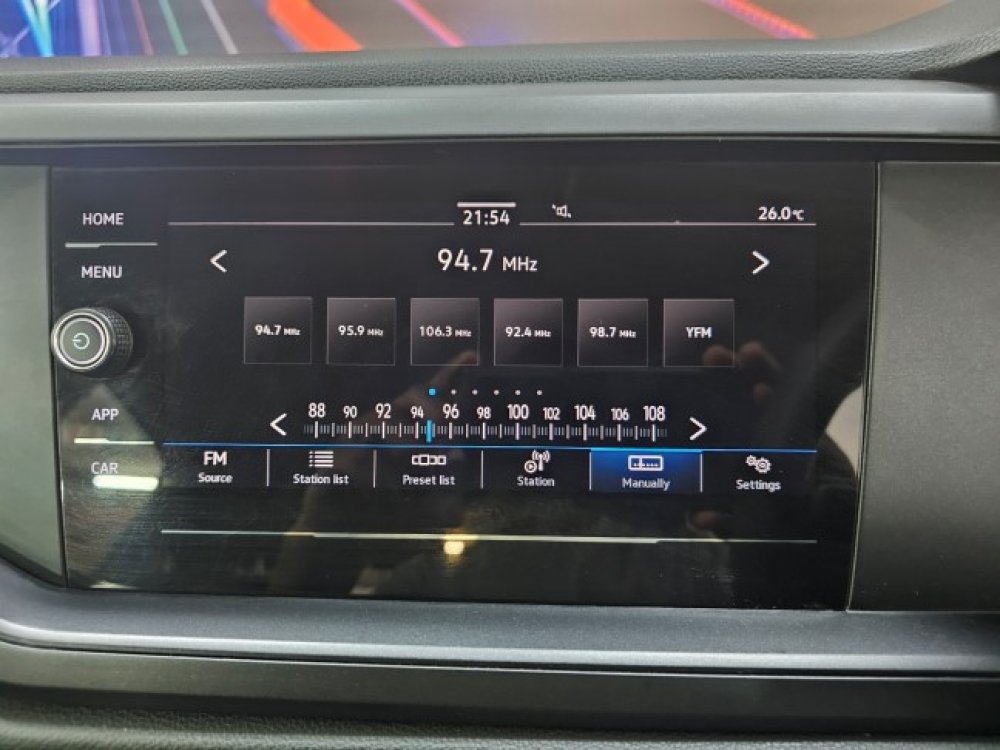 HOME
MENU
APP
CAR
21:54
26.0°C
94.7 MHz
94.7 MHz 95.9 MHz 106.3 MHz 92.4 MHz 98.7 MHz YFM
88 90 92 94 96 98 100 102 104 106 108
FM
Source Station list Preset list Station Manually Settings